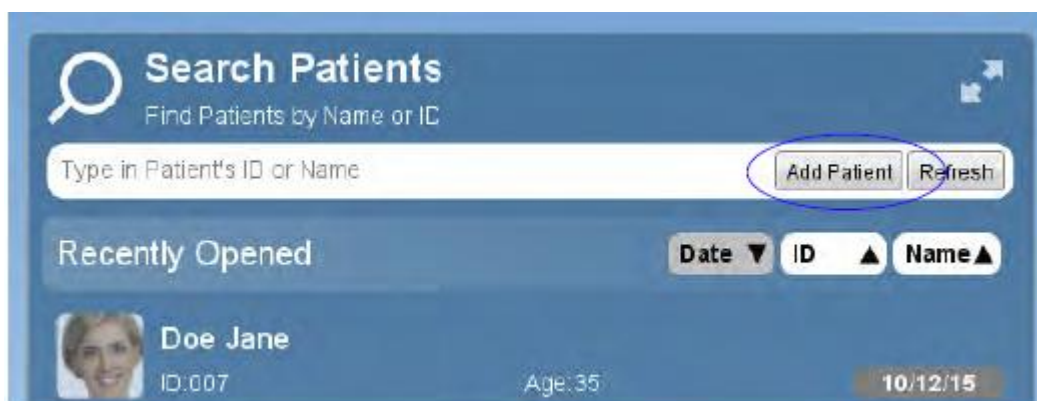 Search Patients
Find Patients by Name or ID
Type in Patient's ID or Name Add Patient Refresh
Recently Opened Date ▼ ID ▲ Name▲
Doe Jane
ID:007 Age:35 10/12/15